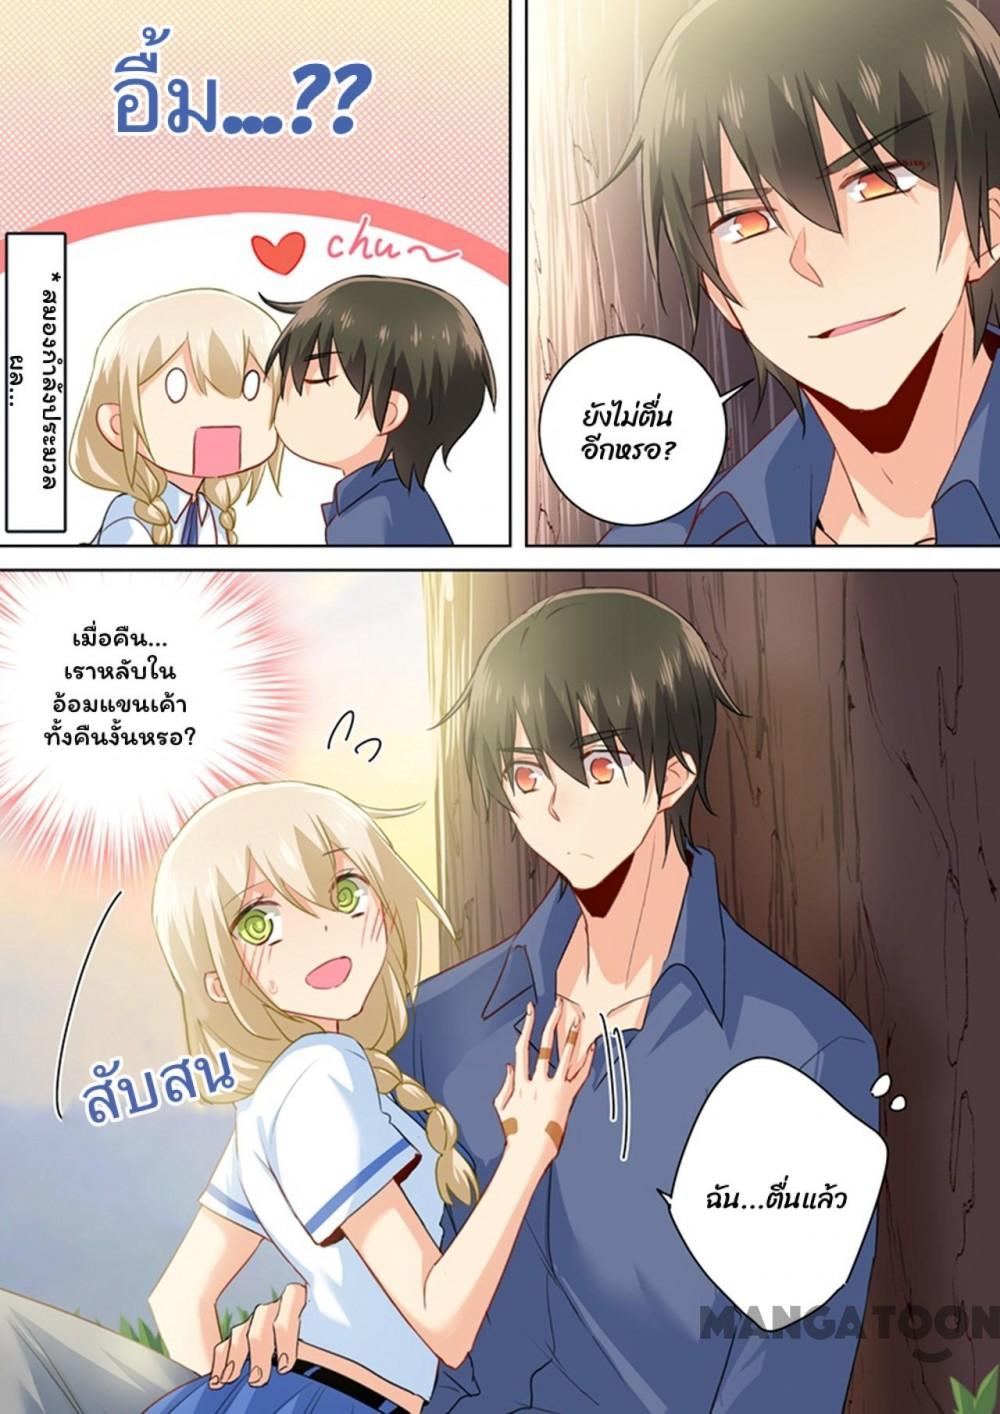 อื้ม...??
chu~
* สมองกำลังประมวล
ผล...
ยังไม่ตื่น
อีกหรอ?
เมื่อคืน...
เราหลับใน
อ้อมแขนเค้า
ทั้งคืนงั้นหรอ?
สับสน
ฉัน...ตื่นแล้ว
MANGATOON